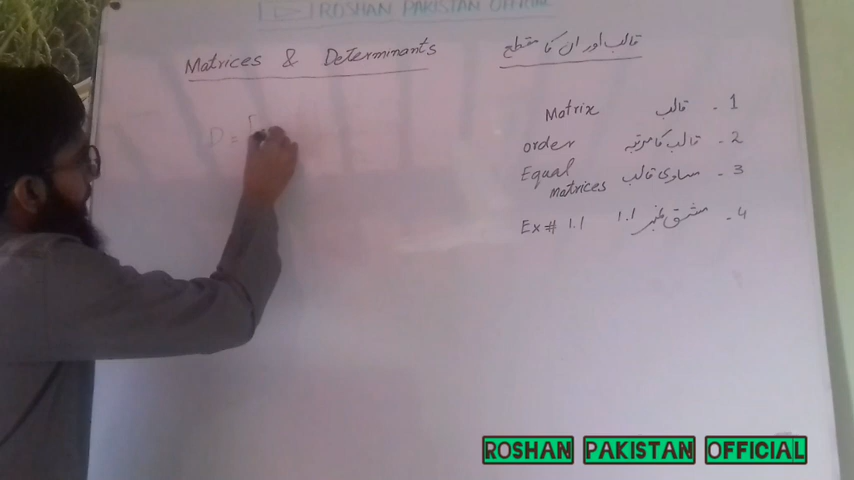 ROSHAN PAKISTAN OFFICIAL
Matrices & Determinants
قالب اور ان کا مقطع
Matrix قالب - 1
order قالب کا مرتبہ - 2
Equal matrices مساوی قالب - 3
Ex# 1.1 مشق نمبر 1.1 - 4
D = [
ROSHAN PAKISTAN OFFICIAL